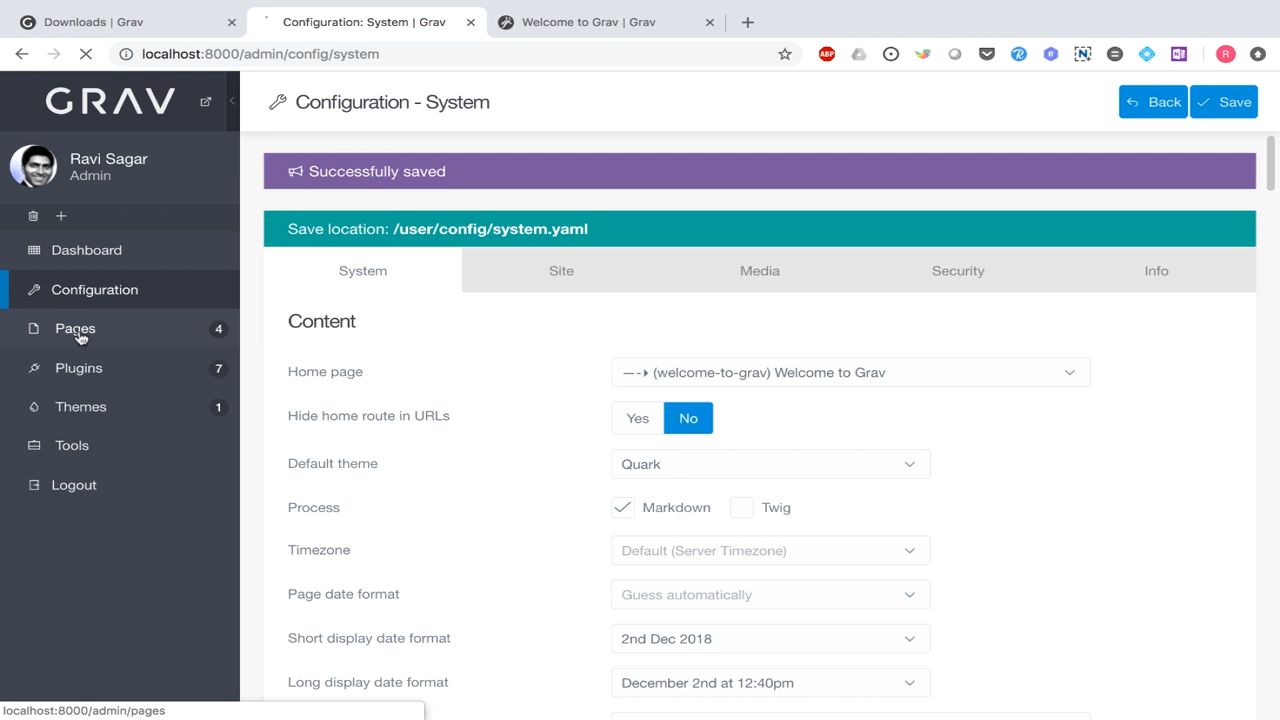 Downloads | Grav
Configuration: System | Grav
Welcome to Grav | Grav
localhost:8000/admin/config/system
ABP
GRAV
Configuration - System
Back
Save
Ravi Sagar
Admin
Successfully saved
Save location: /user/config/system.yaml
Dashboard
Configuration
Pages 4
Plugins 7
Themes 1
Tools
Logout
System
Site
Media
Security
Info
Content
Home page
(welcome-to-grav) Welcome to Grav
Hide home route in URLs
Yes
No
Default theme
Quark
Process
Markdown
Twig
Timezone
Default (Server Timezone)
Page date format
Guess automatically
Short display date format
2nd Dec 2018
Long display date format
December 2nd at 12:40pm
localhost:8000/admin/pages